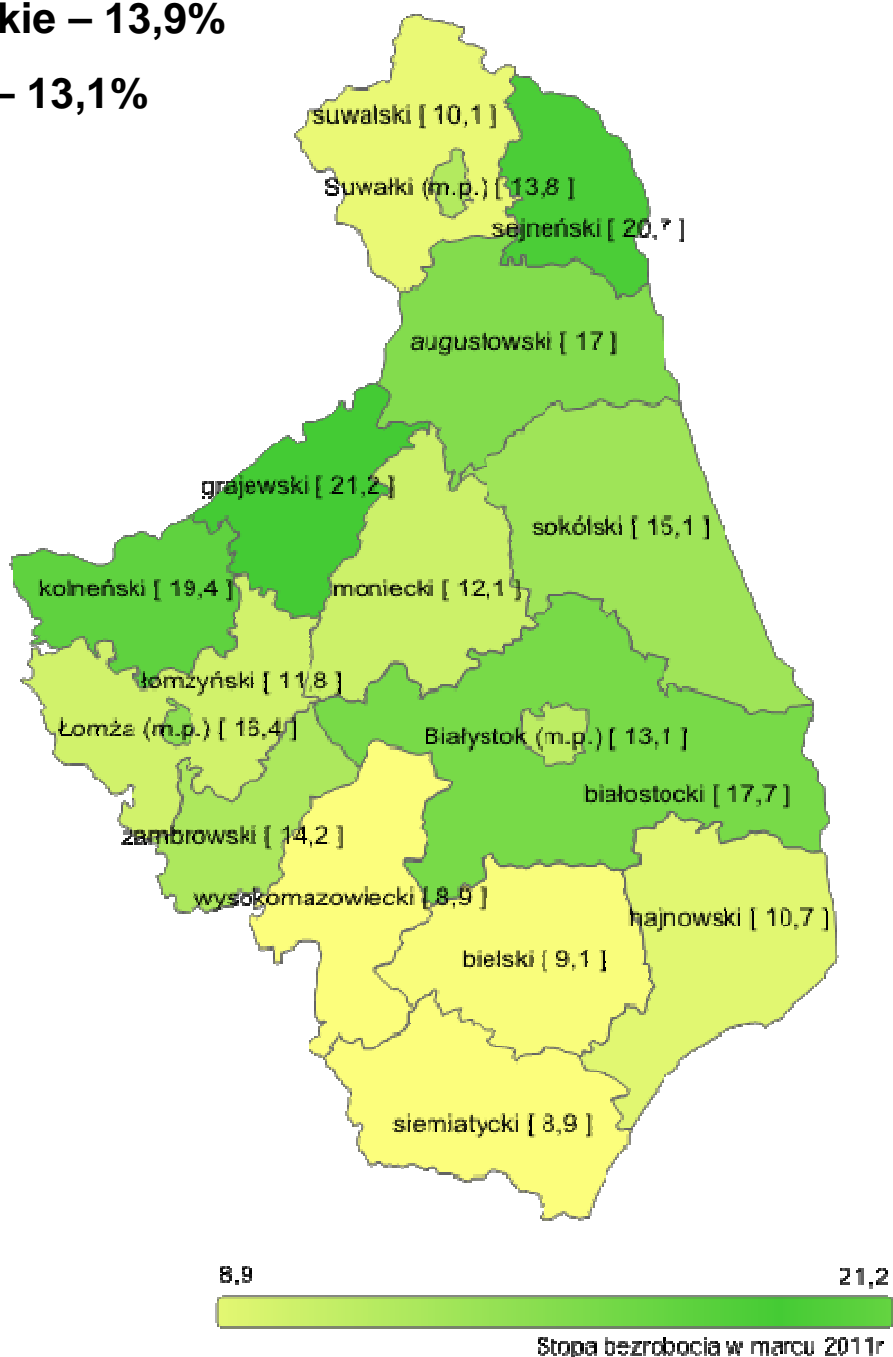 kie – 13,9%
– 13,1%
suwalski [ 10,1 ]
Suwałki (m.p.) [ 13,8 ]
sejneński [ 20,7 ]
augustowski [ 17 ]
grajewski [ 21,2 ]
sokólski [ 15,1 ]
kolneński [ 19,4 ]
moniecki [ 12,1 ]
łomżyński [ 11,8 ]
Łomża (m.p.) [ 15,4 ]
Białystok (m.p.) [ 13,1 ]
białostocki [ 17,7 ]
zambrowski [ 14,2 ]
wysokomazowiecki [ 8,9 ]
hajnowski [ 10,7 ]
bielski [ 9,1 ]
siemiatycki [ 8,9 ]
8,9 21,2
Stopa bezrobocia w marcu 2011r